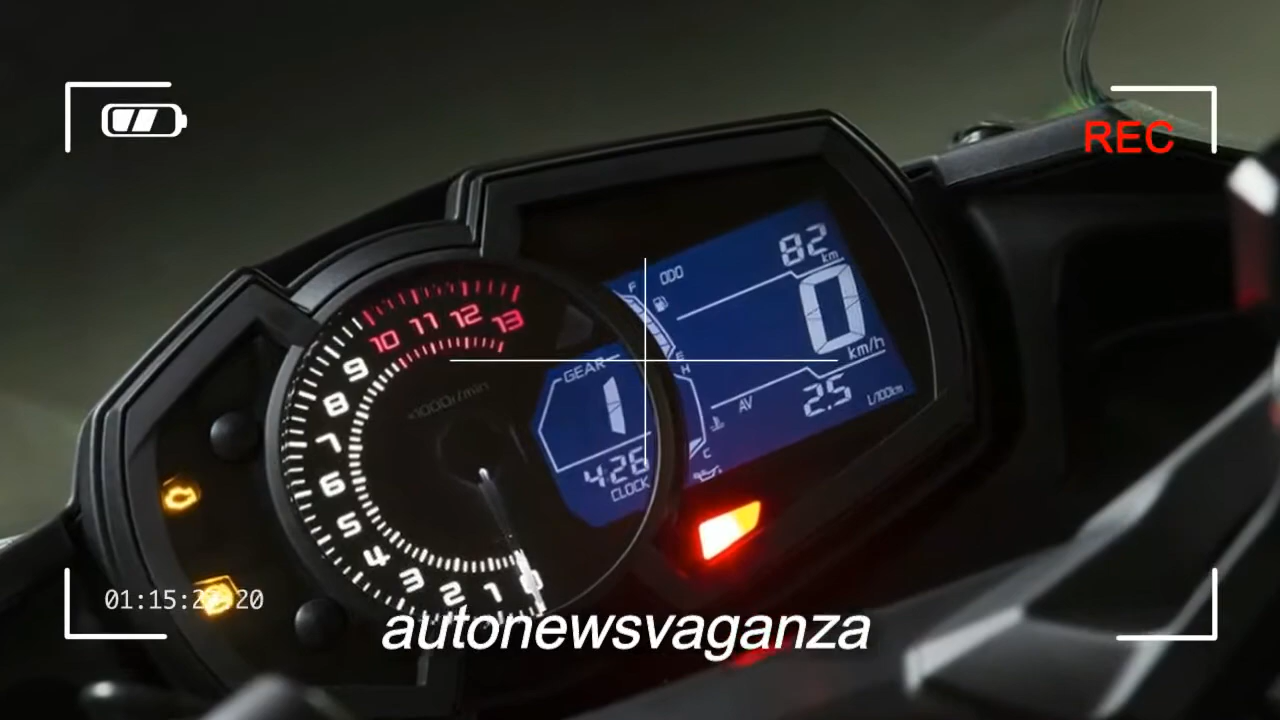 REC
82
km
ODO
F
0
km/h
E
H
GEAR
1
AV
2.5
L/100km
C
4:26
CLOCK
13
12
11
10
9
8
7
6
5
4
3
2
1
×1000r/min
autonewsvaganza